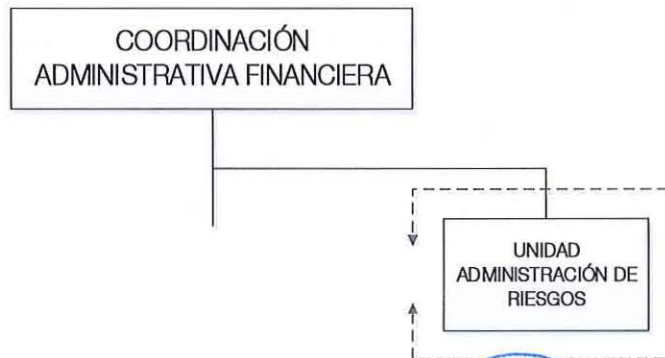 COORDINACIÓN
ADMINISTRATIVA FINANCIERA
UNIDAD
ADMINISTRACIÓN DE
RIESGOS